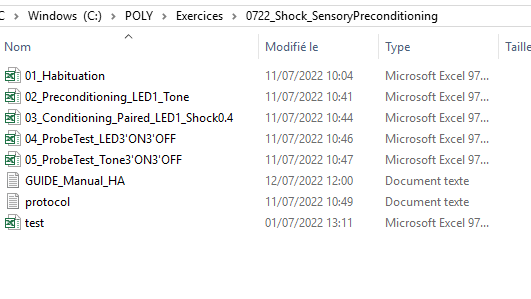 C > Windows (C:) > POLY > Exercices > 0722_Shock_SensoryPreconditioning
Nom Modifié le Type Taille
01_Habituation 11/07/2022 10:04 Microsoft Excel 97...
02_Preconditioning_LED1_Tone 11/07/2022 10:41 Microsoft Excel 97...
03_Conditioning_Paired_LED1_Shock0.4 11/07/2022 10:44 Microsoft Excel 97...
04_ProbeTest_LED3'ON3'OFF 11/07/2022 10:46 Microsoft Excel 97...
05_ProbeTest_Tone3'ON3'OFF 11/07/2022 10:47 Microsoft Excel 97...
GUIDE_Manual_HA 12/07/2022 12:00 Document texte
protocol 11/07/2022 10:49 Document texte
test 01/07/2022 13:11 Microsoft Excel 97...